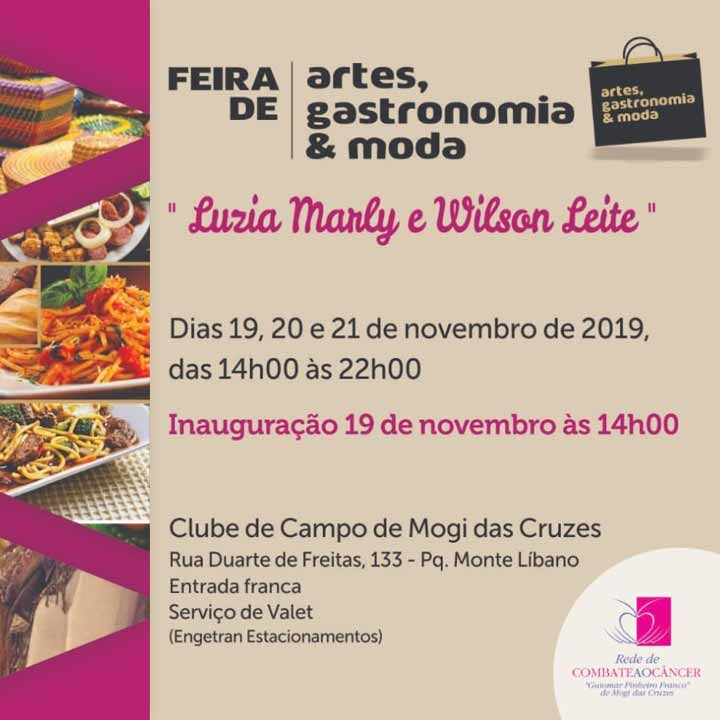 FEIRA DE
artes,
gastronomia
& moda
artes,
gastronomia
& moda
" Luzia Marly e Wilson Leite "
Dias 19, 20 e 21 de novembro de 2019,
das 14h00 às 22h00
Inauguração 19 de novembro às 14h00
Clube de Campo de Mogi das Cruzes
Rua Duarte de Freitas, 133 - Pq. Monte Líbano
Entrada franca
Serviço de Valet
(Engetran Estacionamentos)
Rede de
COMBATEAOCÂNCER
"Guiomar Pinheiro Franco"
de Mogi das Cruzes